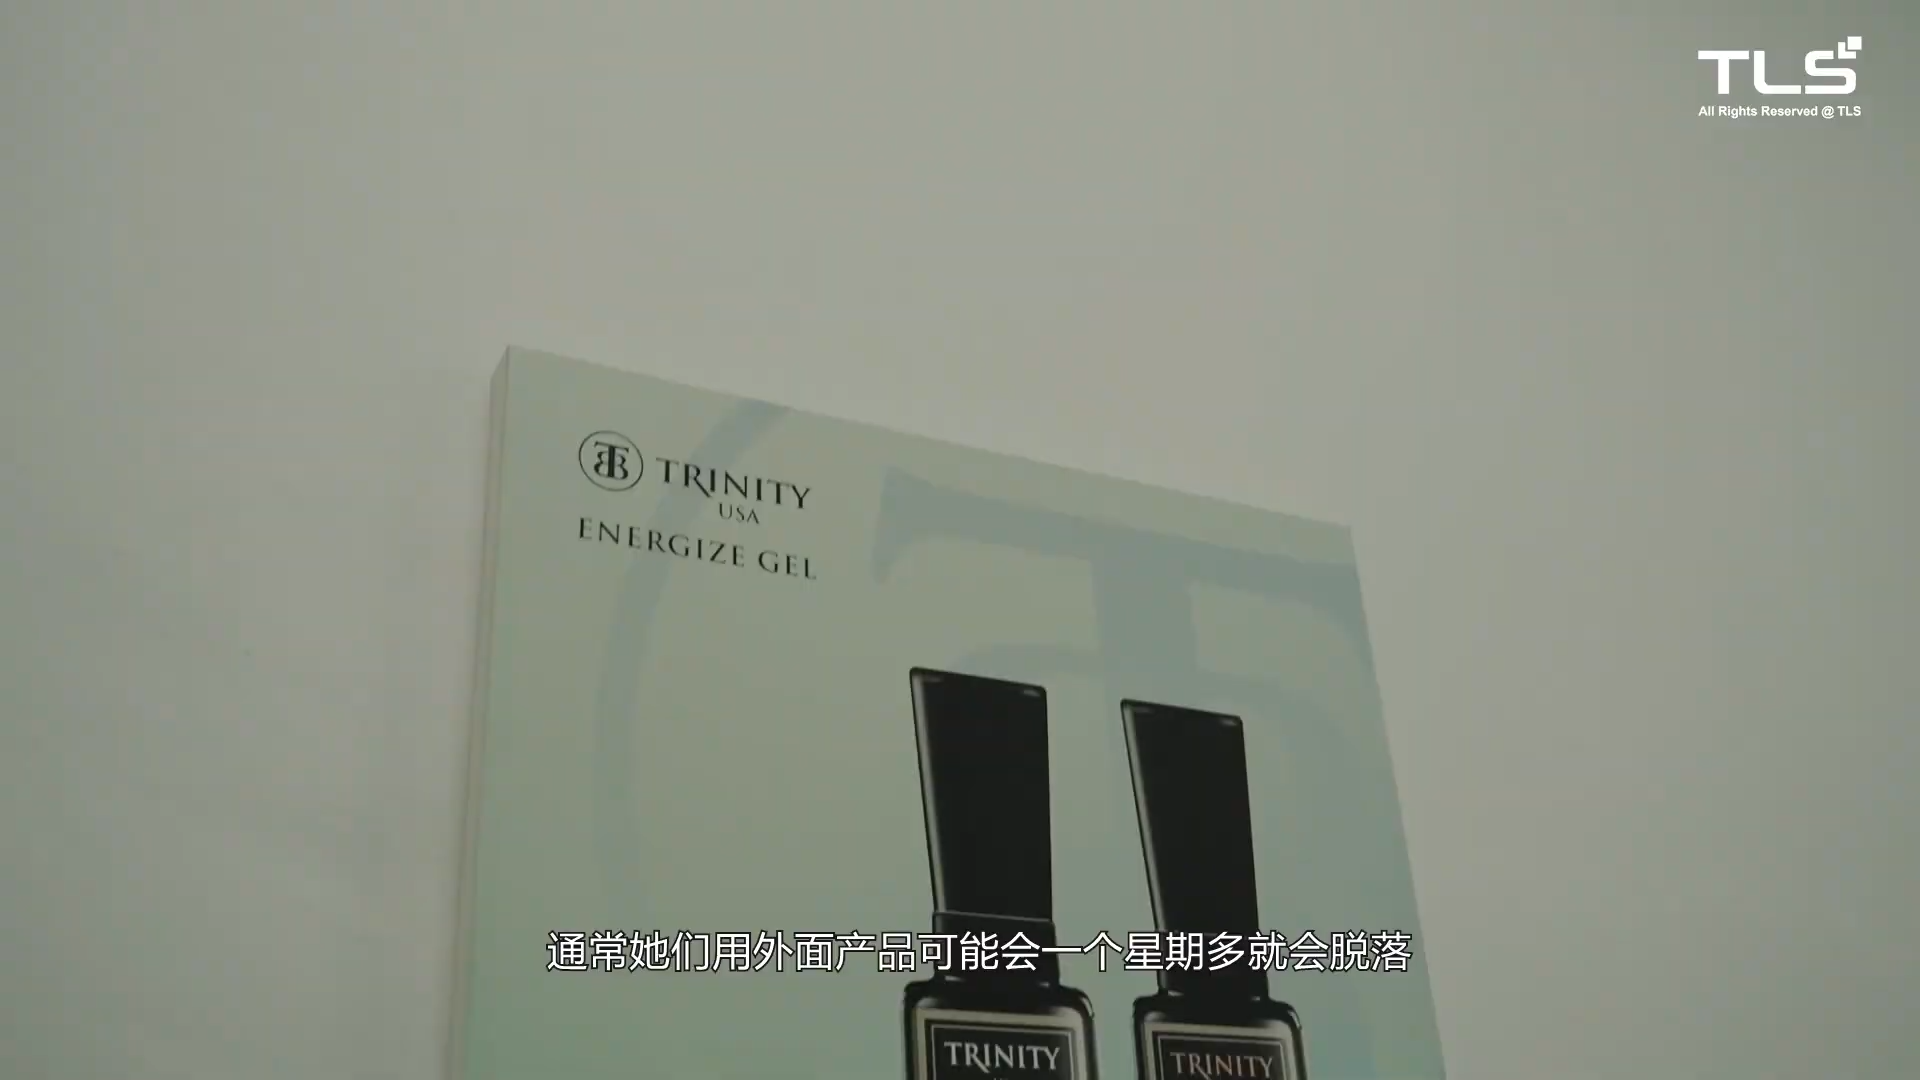 TLS
All Rights Reserved @ TLS
TB TRINITY
USA
ENERGIZE GEL
通常她们用外面产品可能会一个星期多就会脱落
TRINITY
TRINITY